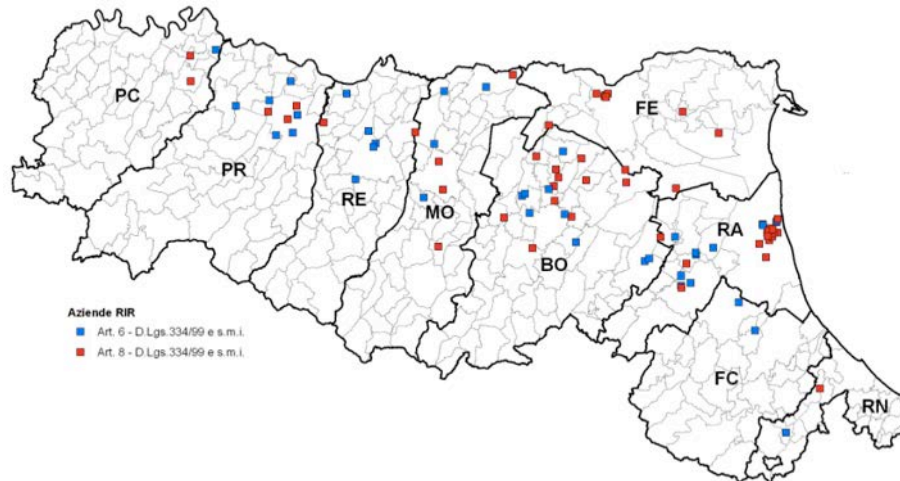 PC
FE
PR
RE
MO
RA
BO
Aziende RIR
Art. 6 - D.Lgs.334/99 e s.m.i.
Art. 8 - D.Lgs.334/99 e s.m.i.
FC
RN